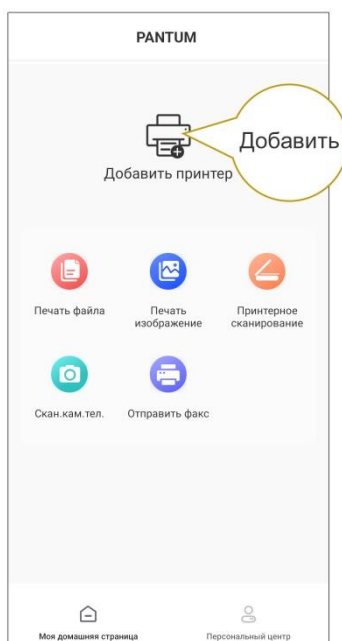 PANTUM
Добавить
Добавить принтер
Печать файла
Печать
изображение
Принтерное
сканирование
Скан.кам.тел.
Отправить факс
Моя домашняя страница
Персональный центр